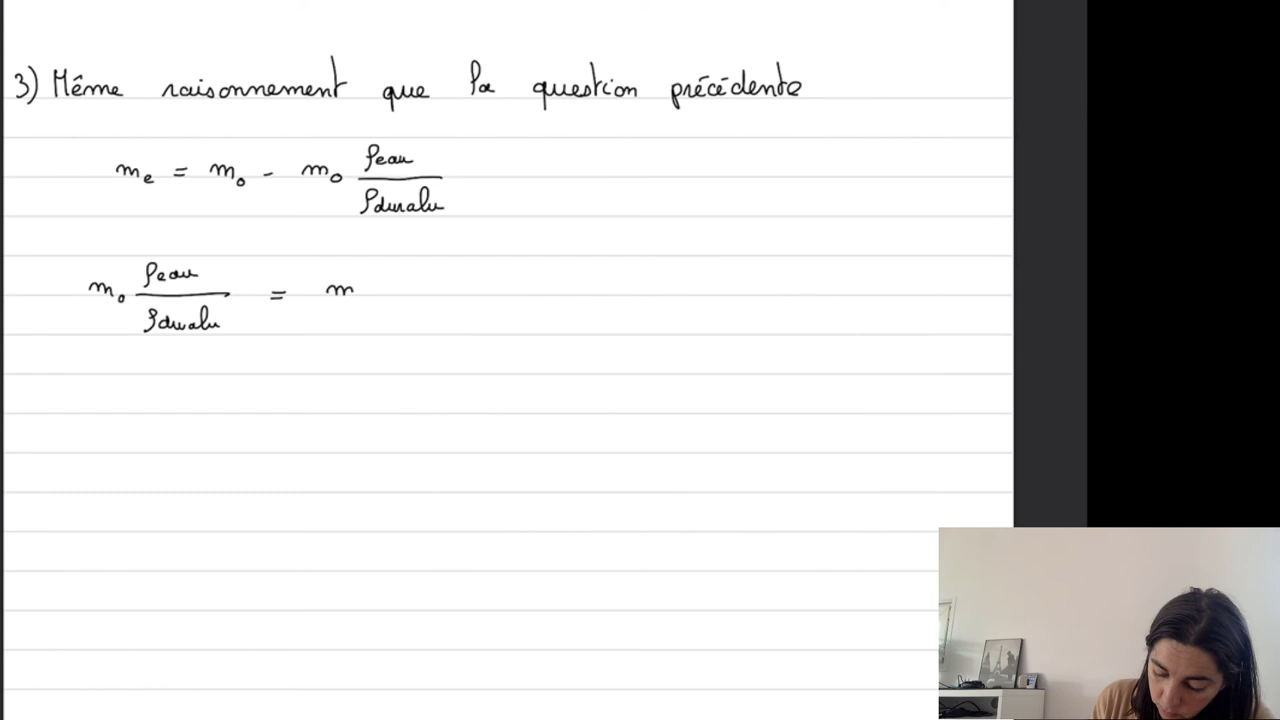 3) Même raisonnement que la question précédente
mₑ = m₀ - m₀ ρeau / ρduralu
m₀ ρeau / ρduralu = m